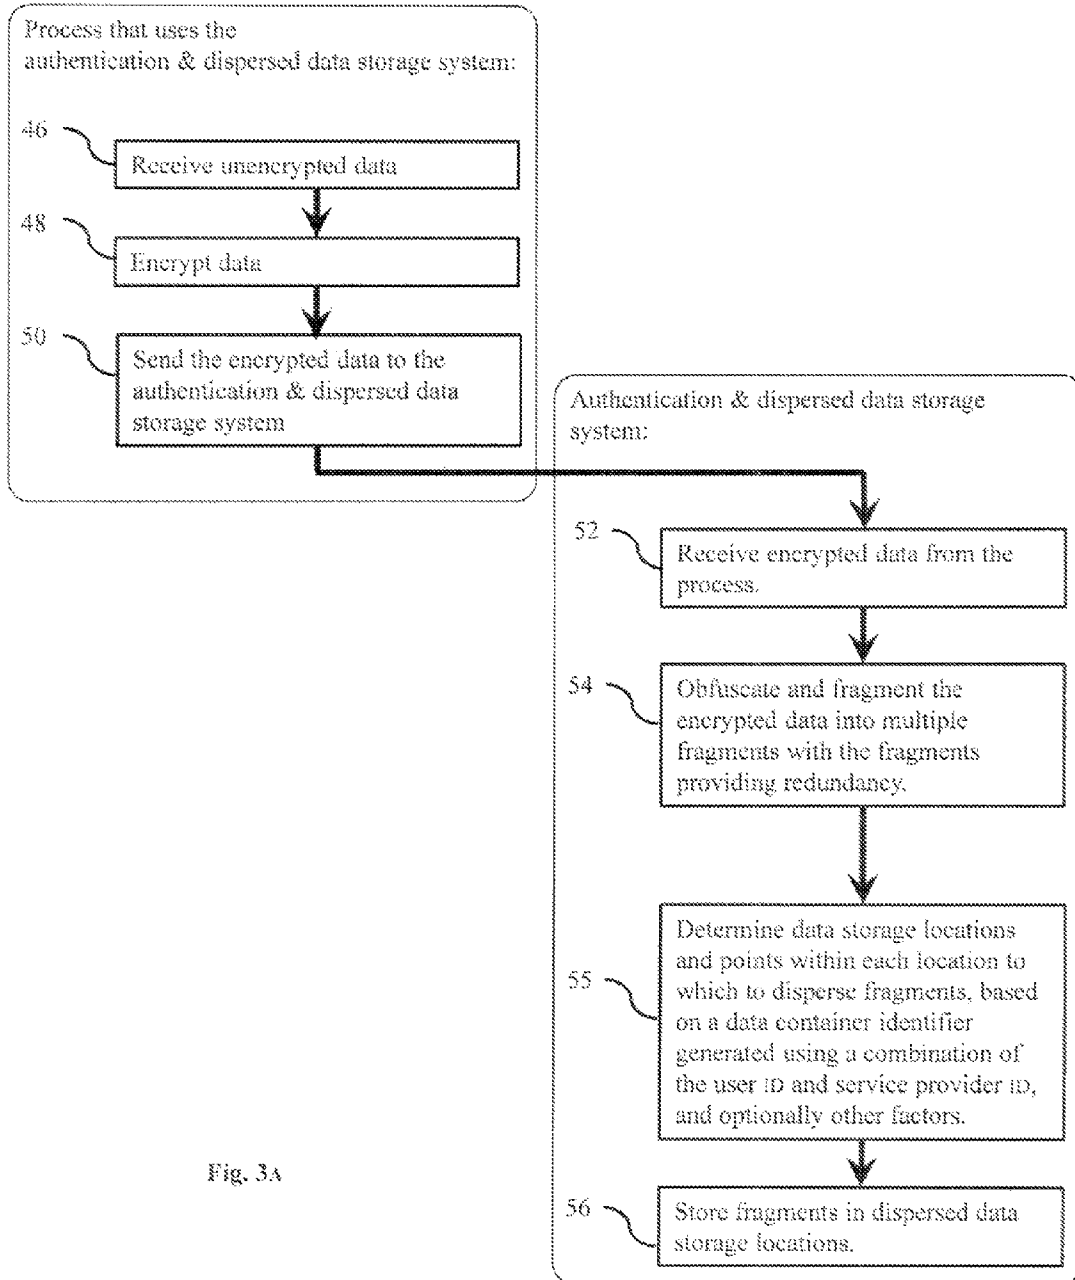 Process that uses the
authentication & dispersed data storage system:
46
Receive unencrypted data
48
Encrypt data
50
Send the encrypted data to the
authentication & dispersed data
storage system
Authentication & dispersed data storage
system:
52
Receive encrypted data from the
process.
54
Obfuscate and fragment the
encrypted data into multiple
fragments with the fragments
providing redundancy.
55
Determine data storage locations
and points within each location to
which to disperse fragments, based
on a data container identifier
generated using a combination of
the user ID and service provider ID,
and optionally other factors.
56
Store fragments in dispersed data
storage locations.
Fig. 3A